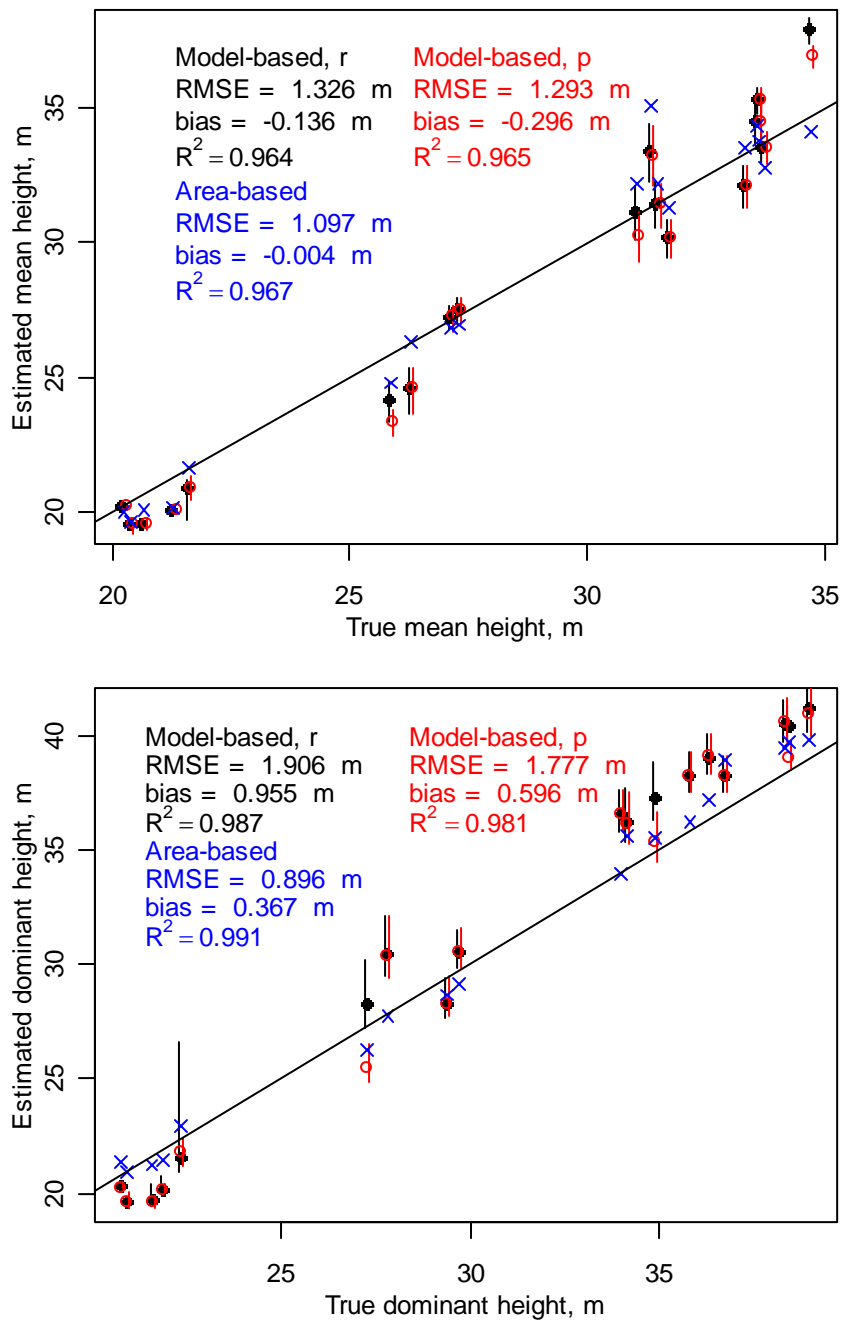 Model-based, r
RMSE = 1.326 m
bias = -0.136 m
R² = 0.964
Model-based, p
RMSE = 1.293 m
bias = -0.296 m
R² = 0.965
Area-based
RMSE = 1.097 m
bias = -0.004 m
R² = 0.967
Estimated mean height, m
35
30
25
20
20 25 30 35
True mean height, m
Model-based, r
RMSE = 1.906 m
bias = 0.955 m
R² = 0.987
Model-based, p
RMSE = 1.777 m
bias = 0.596 m
R² = 0.981
Area-based
RMSE = 0.896 m
bias = 0.367 m
R² = 0.991
Estimated dominant height, m
40
35
30
25
20
25 30 35
True dominant height, m